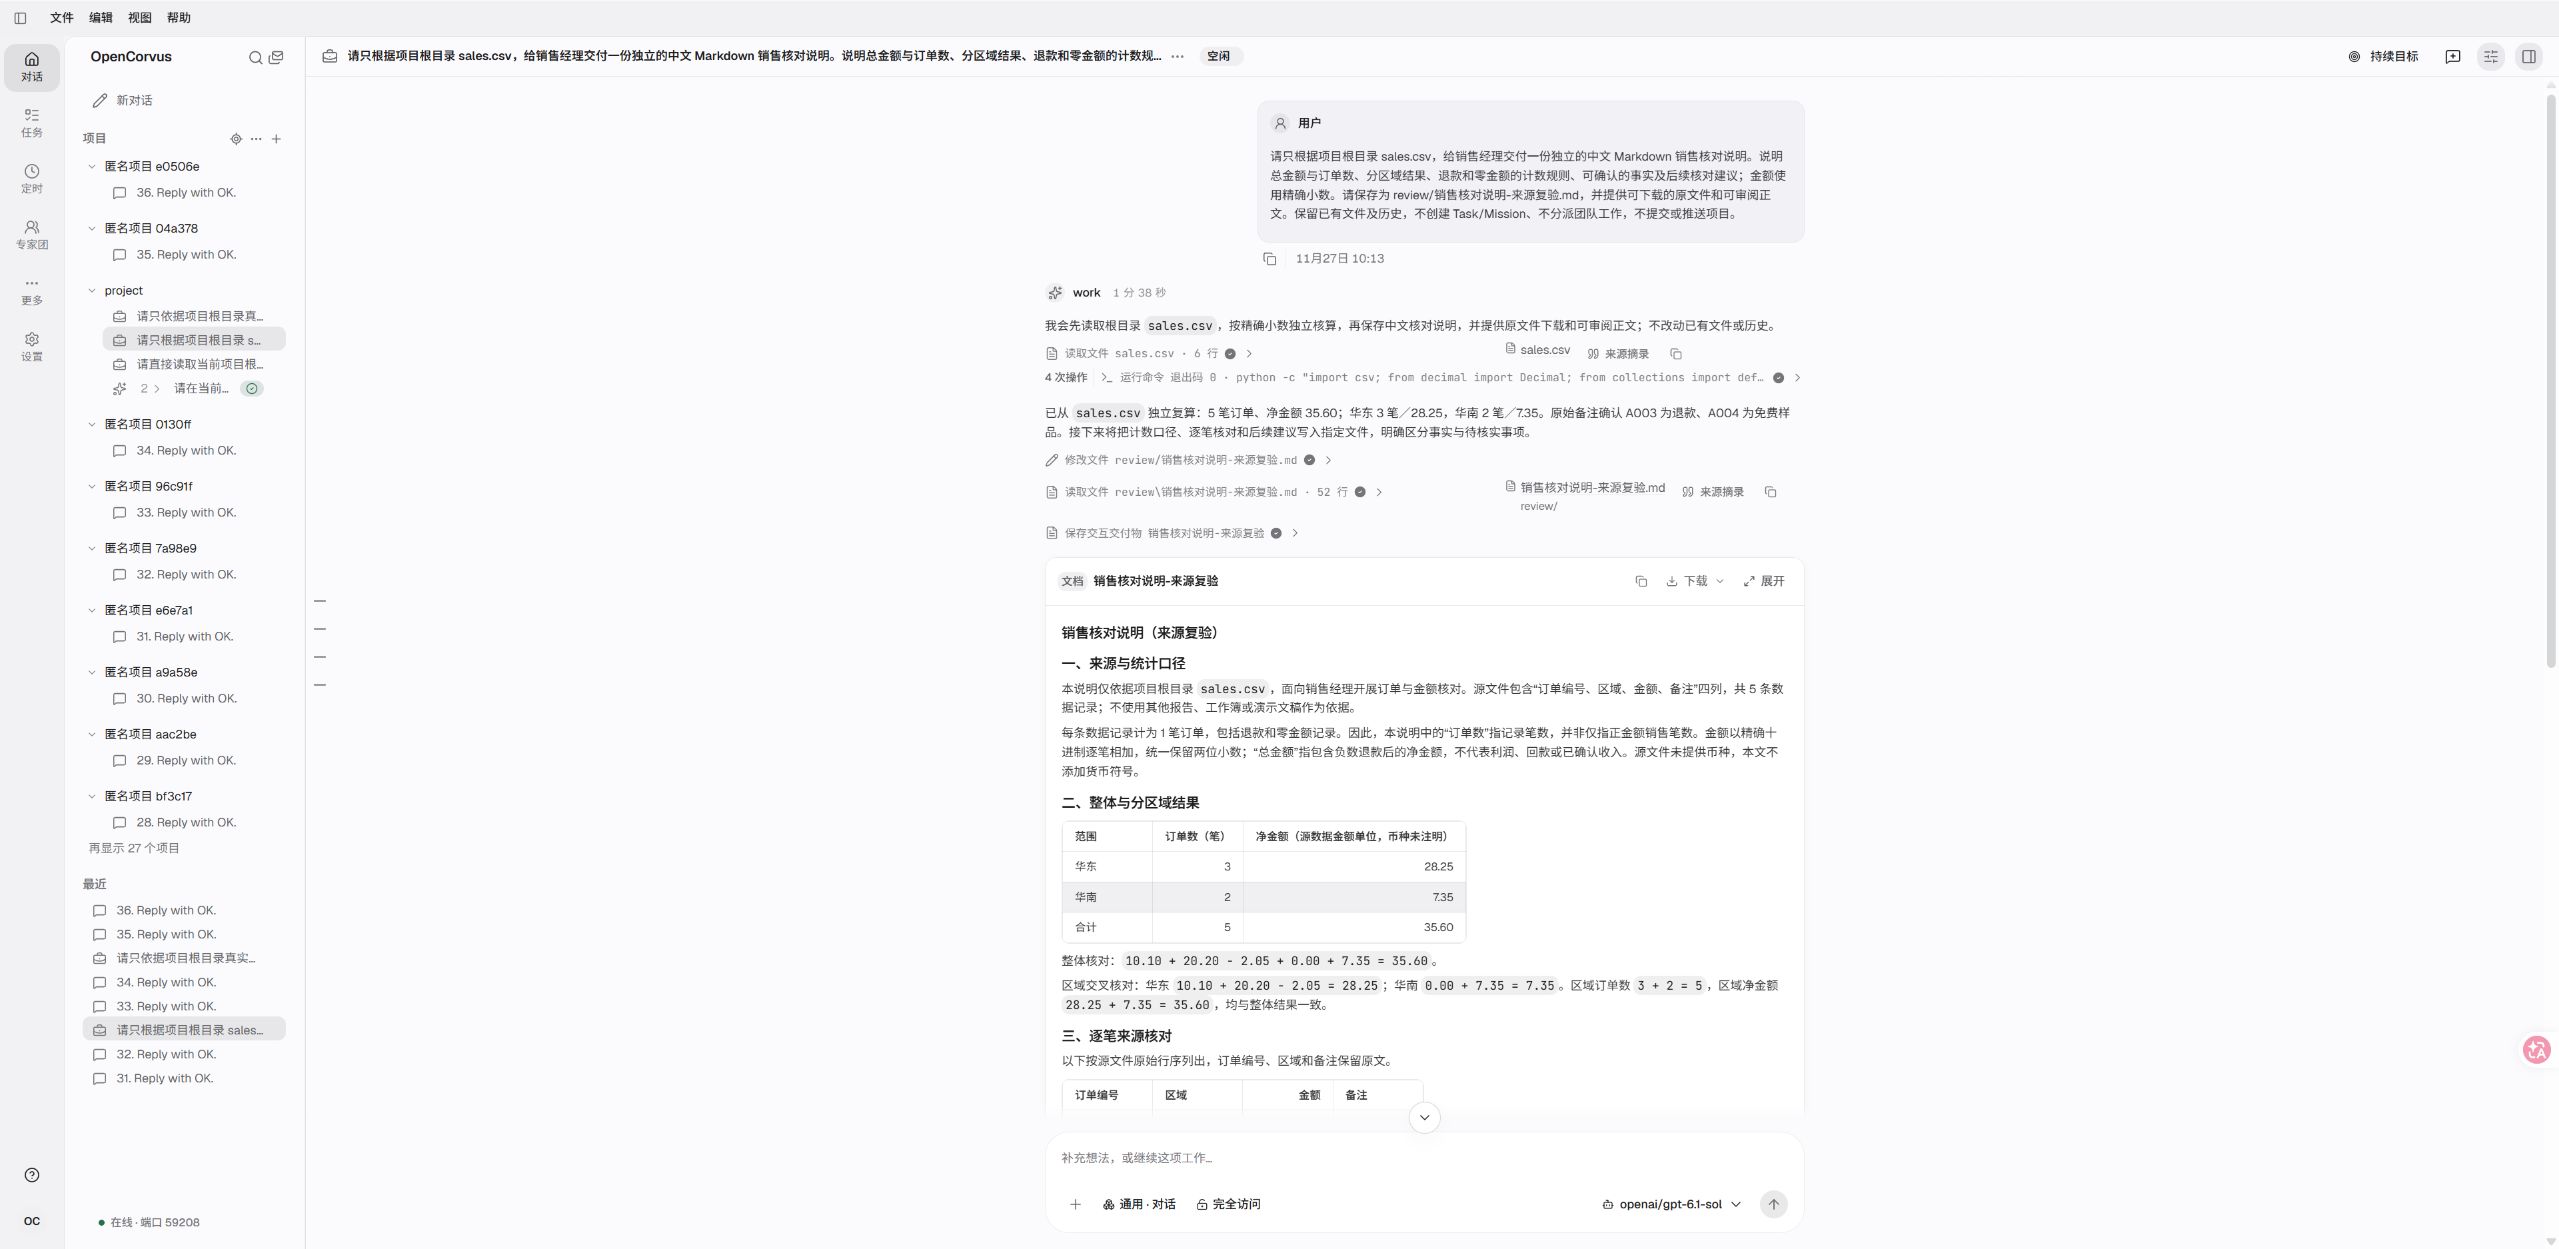 文件 编辑 视图 帮助
对话
任务
定时
专家团
更多
设置
OC
OpenCorvus
新对话
项目
匿名项目 e0506e
36. Reply with OK.
匿名项目 04a378
35. Reply with OK.
project
请只依据项目根目录真...
请只根据项目根目录 s...
请直接读取当前项目根...
2 请在当前...
匿名项目 0130ff
34. Reply with OK.
匿名项目 96c91f
33. Reply with OK.
匿名项目 7a98e9
32. Reply with OK.
匿名项目 e6e7a1
31. Reply with OK.
匿名项目 a9a58e
30. Reply with OK.
匿名项目 aac2be
29. Reply with OK.
匿名项目 bf3c17
28. Reply with OK.
再显示 27 个项目
最近
36. Reply with OK.
35. Reply with OK.
请只依据项目根目录真实...
34. Reply with OK.
33. Reply with OK.
请只根据项目根目录 sales...
32. Reply with OK.
31. Reply with OK.
在线 · 端口 59208
请只根据项目根目录 sales.csv，给销售经理交付一份独立的中文 Markdown 销售核对说明。说明总金额与订单数、分区域结果、退款和零金额的计数规... 空闲
持续目标
用户
请只根据项目根目录 sales.csv，给销售经理交付一份独立的中文 Markdown 销售核对说明。说明
总金额与订单数、分区域结果、退款和零金额的计数规则、可确认的事实及后续核对建议；金额使
用精确小数。请保存为 review/销售核对说明-来源复验.md，并提供可下载的原文件和可审阅正
文。保留已有文件及历史，不创建 Task/Mission、不分派团队工作，不提交或推送项目。
11月27日 10:13
work 1 分 38 秒
我会先读取根目录 sales.csv，按精确小数独立核算，再保存中文核对说明，并提供原文件下载和可审阅正文；不改动已有文件或历史。
读取文件 sales.csv · 6 行
sales.csv 来源摘录
4 次操作 运行命令 退出码 0 · python -c "import csv; from decimal import Decimal; from collections import def...
已从 sales.csv 独立复算：5 笔订单、净金额 35.60；华东 3 笔／28.25，华南 2 笔／7.35。原始备注确认 A003 为退款、A004 为免费样
品。接下来将把计数口径、逐笔核对和后续建议写入指定文件，明确区分事实与待核实事项。
修改文件 review/销售核对说明-来源复验.md
读取文件 review\销售核对说明-来源复验.md · 52 行
销售核对说明-来源复验.md 来源摘录
review/
保存交互交付物 销售核对说明-来源复验
文档 销售核对说明-来源复验 下载 展开
销售核对说明（来源复验）
一、来源与统计口径
本说明仅依据项目根目录 sales.csv，面向销售经理开展订单与金额核对。源文件包含“订单编号、区域、金额、备注”四列，共 5 条数
据记录；不使用其他报告、工作簿或演示文稿作为依据。
每条数据记录计为 1 笔订单，包括退款和零金额记录。因此，本说明中的“订单数”指记录笔数，并非仅指正金额销售笔数。金额以精确十
进制逐笔相加，统一保留两位小数；“总金额”指包含负数退款后的净金额，不代表利润、回款或已确认收入。源文件未提供币种，本文不
添加货币符号。
二、整体与分区域结果
范围 订单数（笔） 净金额（源数据金额单位，币种未注明）
华东 3 28.25
华南 2 7.35
合计 5 35.60
整体核对： 10.10 + 20.20 - 2.05 + 0.00 + 7.35 = 35.60。
区域交叉核对：华东 10.10 + 20.20 - 2.05 = 28.25；华南 0.00 + 7.35 = 7.35。区域订单数 3 + 2 = 5，区域净金额
28.25 + 7.35 = 35.60，均与整体结果一致。
三、逐笔来源核对
以下按源文件原始行序列出，订单编号、区域和备注保留原文。
订单编号 区域 金额 备注
补充想法，或继续这项工作...
通用 · 对话 完全访问 openai/gpt-6.1-sol